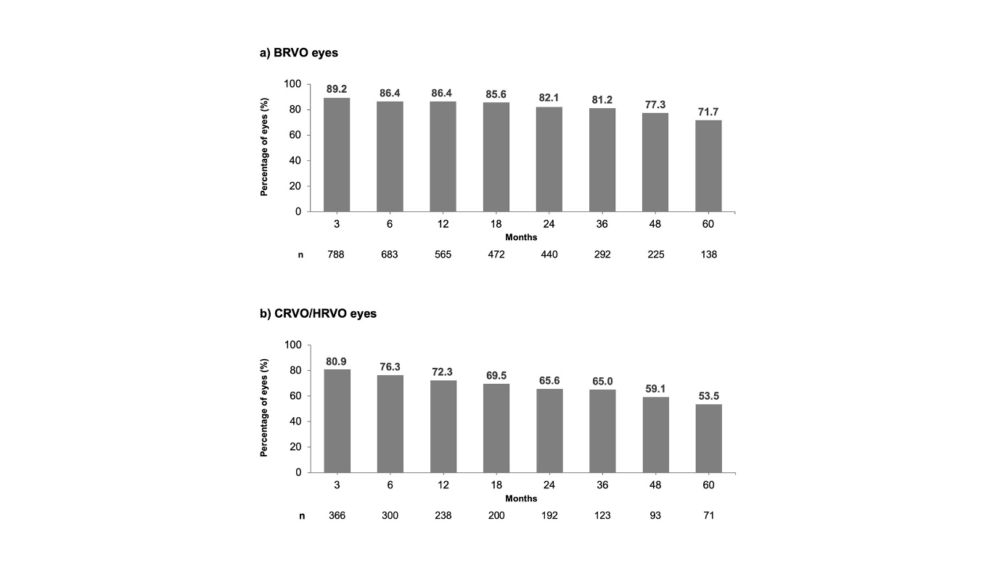 a) BRVO eyes
Percentage of eyes (%)
100
80
60
40
20
0
89.2 86.4 86.4 85.6 82.1 81.2 77.3 71.7
3 6 12 18 24 36 48 60
Months
n 788 683 565 472 440 292 225 138
b) CRVO/HRVO eyes
Percentage of eyes (%)
100
80
60
40
20
0
80.9 76.3 72.3 69.5 65.6 65.0 59.1 53.5
3 6 12 18 24 36 48 60
Months
n 366 300 238 200 192 123 93 71